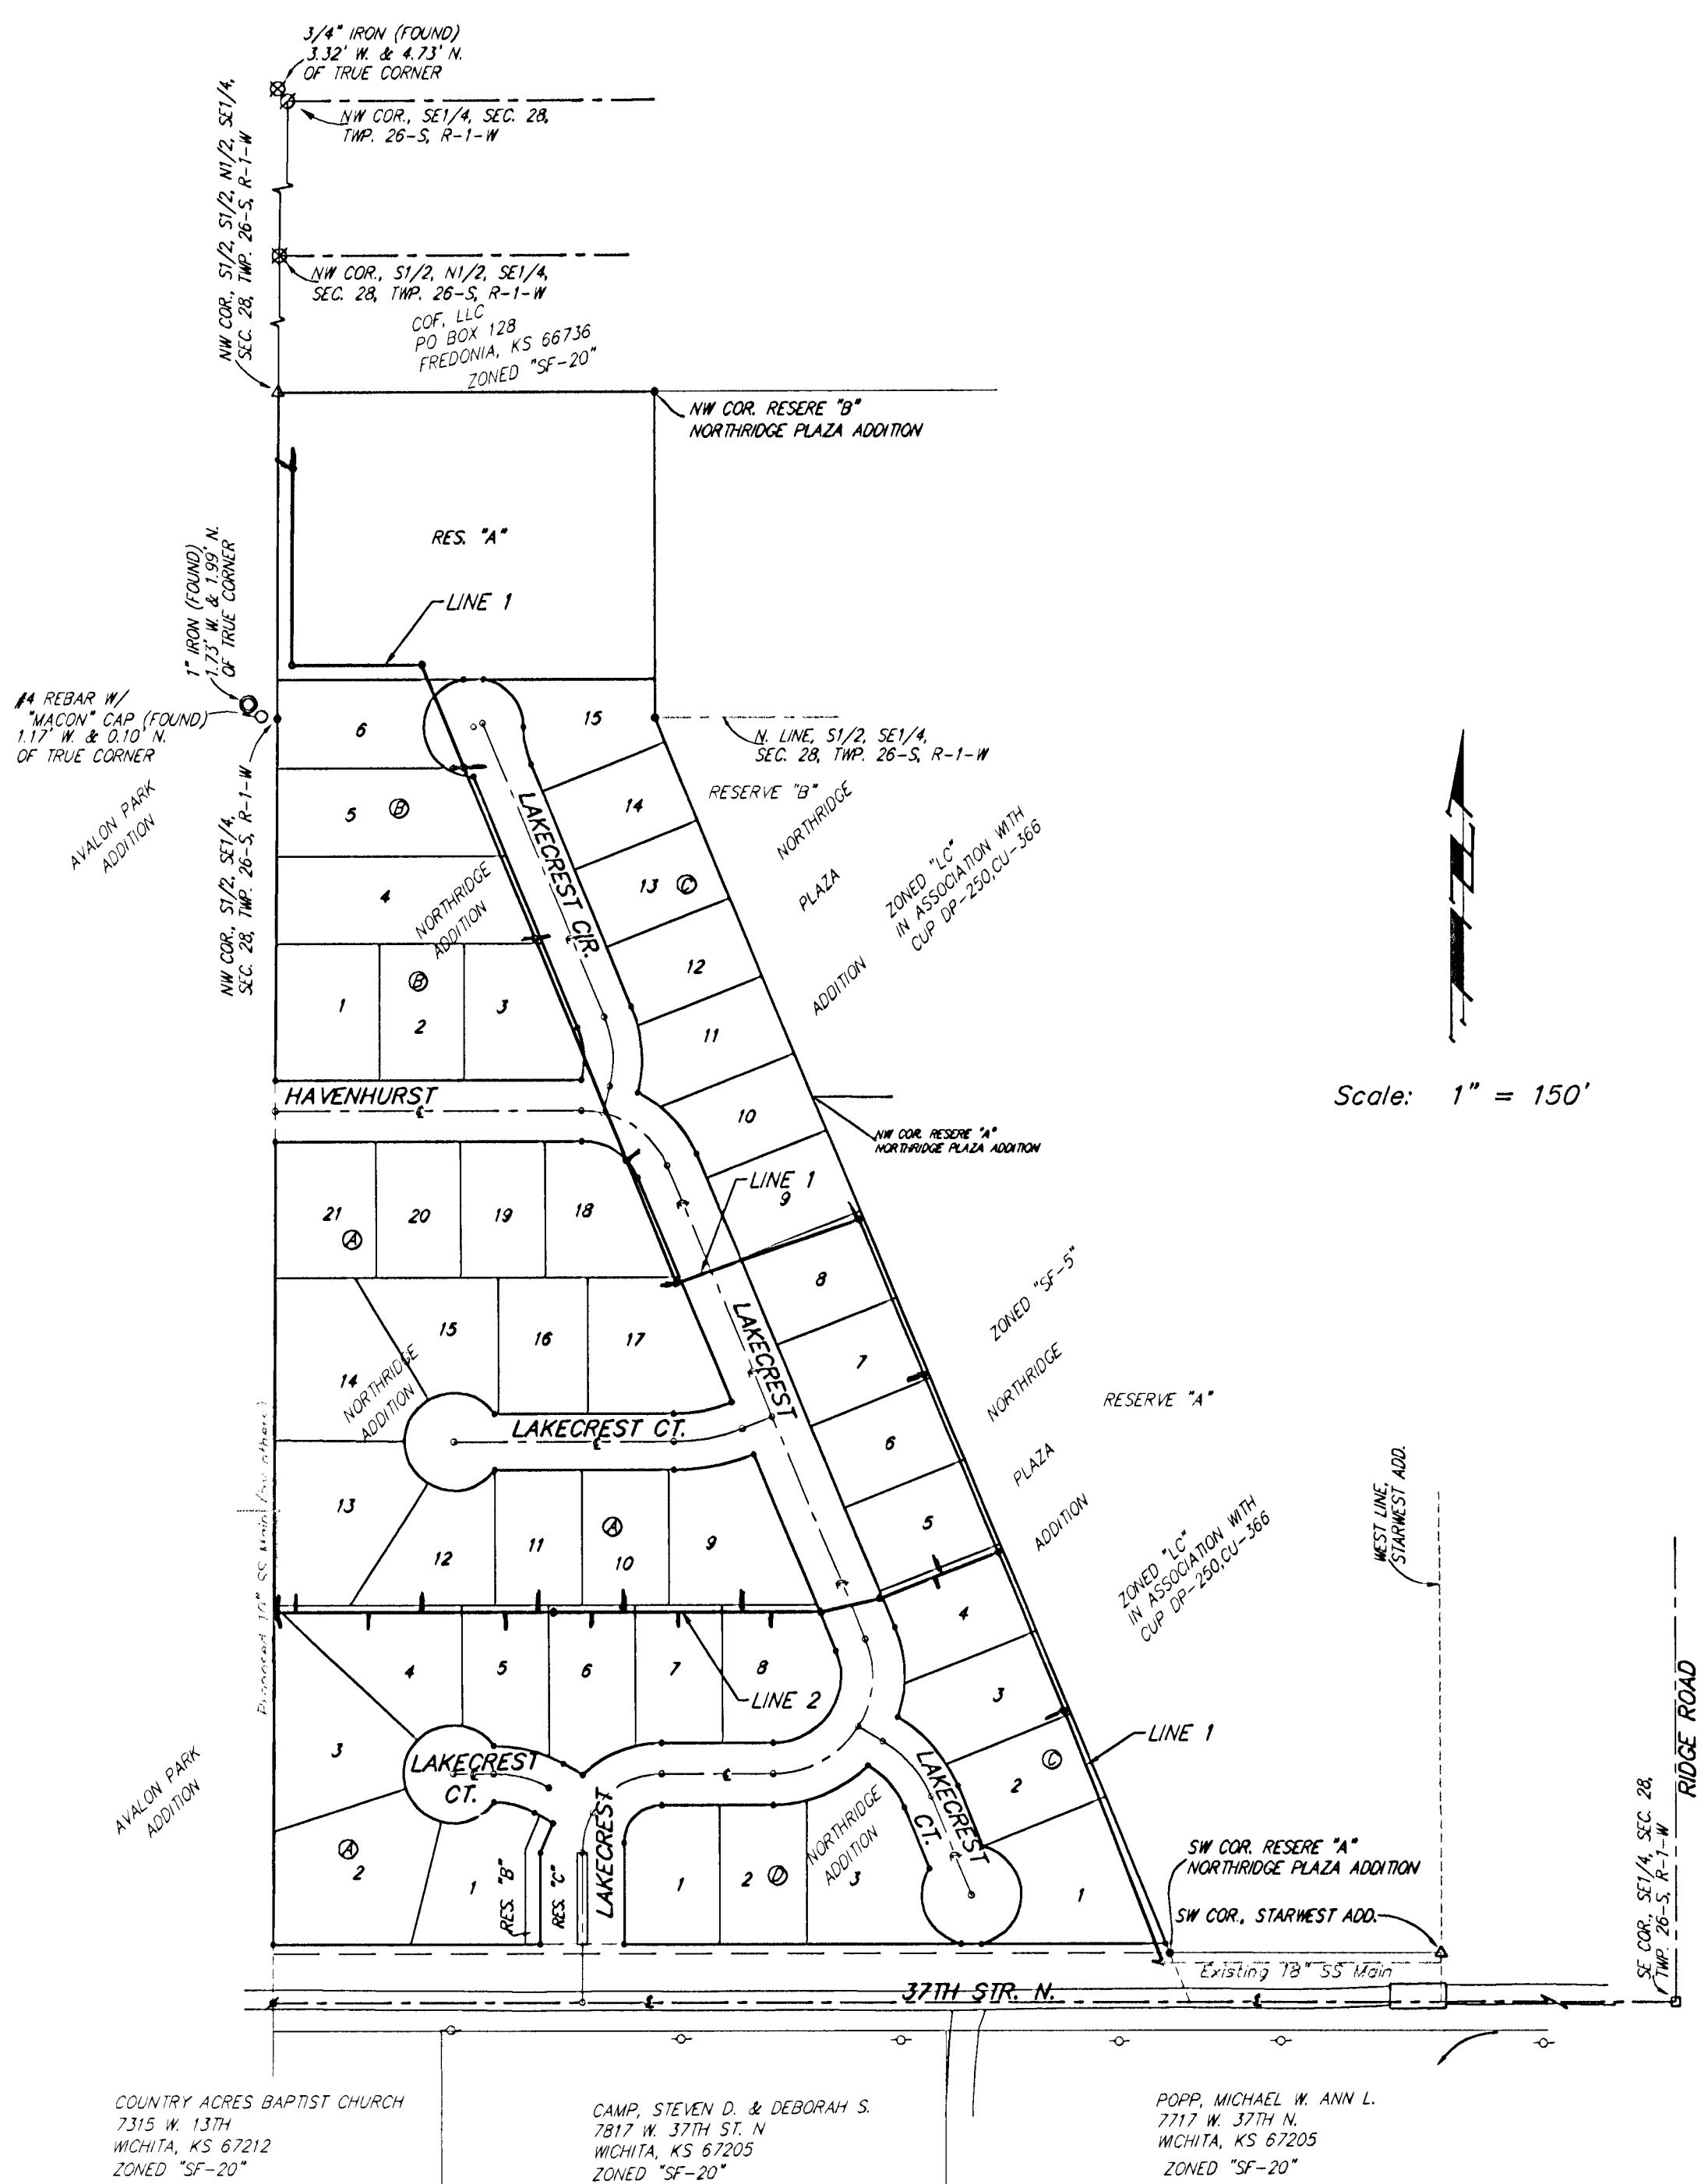 3/4" IRON (FOUND)
3.32' W. & 4.73' N.
OF TRUE CORNER
NW COR., SE1/4, SEC. 28,
TWP. 26-S, R-1-W
NW COR., S1/2, S1/2, N1/2, SE1/4,
SEC. 28, TWP. 26-S, R-1-W
NW COR., S1/2, N1/2, SE1/4,
SEC. 28, TWP. 26-S, R-1-W
COF, LLC
PO BOX 128
FREDONIA, KS 66736
ZONED "SF-20"
NW COR. RESERE "B"
NORTHRIDGE PLAZA ADDITION
RES. "A"
LINE 1
1" IRON (FOUND)
1.73' W. & 1.99' N.
OF TRUE CORNER
#4 REBAR W/
"MACON" CAP (FOUND)
1.17' W. & 0.10' N.
OF TRUE CORNER
AVALON PARK
ADDITION
NW COR., S1/2, SE1/4,
SEC. 28, TWP. 26-S, R-1-W
6
15
N. LINE, S1/2, SE1/4,
SEC. 28, TWP. 26-S, R-1-W
5
B
14
RESERVE "B"
NORTHRIDGE
PLAZA
ADDITION
ZONED "LC"
IN ASSOCIATION WITH
CUP DP-250,CU-366
LAKECREST CIR.
4
NORTHRIDGE
ADDITION
13
C
12
1
B
2
3
11
10
Scale: 1" = 150'
HAVENHURST
NW COR. RESERE "A"
NORTHRIDGE PLAZA ADDITION
LINE 1
9
21
A
20
19
18
8
ZONED "SF-5"
LAKECREST
15
16
17
7
14
NORTHRIDGE
ADDITION
NORTHRIDGE
PLAZA
ADDITION
RESERVE "A"
LAKECREST CT.
6
13
12
11
A
10
9
5
WEST LINE,
STARWEST ADD.
ZONED "LC"
IN ASSOCIATION WITH
CUP DP-250,CU-366
Proposed 10" SS Main (by others)
4
4
5
6
7
8
LINE 2
3
3
LINE 1
RIDGE ROAD
AVALON PARK
ADDITION
LAKECREST
CT.
LAKECREST
CT.
C
2
LAKECREST
NORTHRIDGE
ADDITION
A
2
1
RES. "B"
RES. "C"
1
2
D
3
1
SW COR. RESERE "A"
NORTHRIDGE PLAZA ADDITION
SW COR., STARWEST ADD.
SE COR., SE1/4, SEC. 28,
TWP. 26-S, R-1-W
Existing 18" SS Main
37TH STR. N.
COUNTRY ACRES BAPTIST CHURCH
7315 W. 13TH
WICHITA, KS 67212
ZONED "SF-20"
CAMP, STEVEN D. & DEBORAH S.
7817 W. 37TH ST. N
WICHITA, KS 67205
ZONED "SF-20"
POPP, MICHAEL W. ANN L.
7717 W. 37TH N.
WICHITA, KS 67205
ZONED "SF-20"